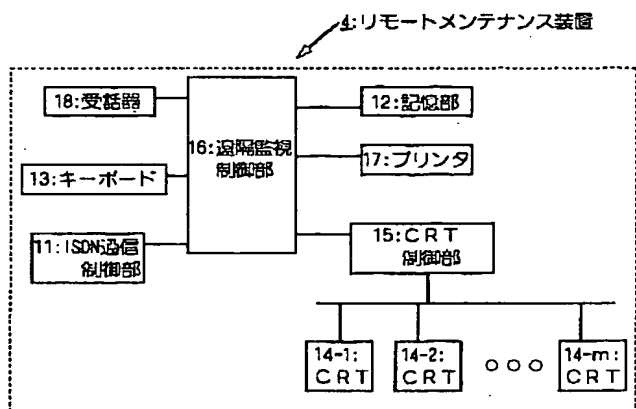 4:リモートメンテナンス装置
18:受話器
12:記憶部
16:遠隔監視
制御部
17:プリンタ
13:キーボード
11:ISDN通信
制御部
15:CRT
制御部
14-1:
CRT
14-2:
CRT
○○○
14-m:
CRT